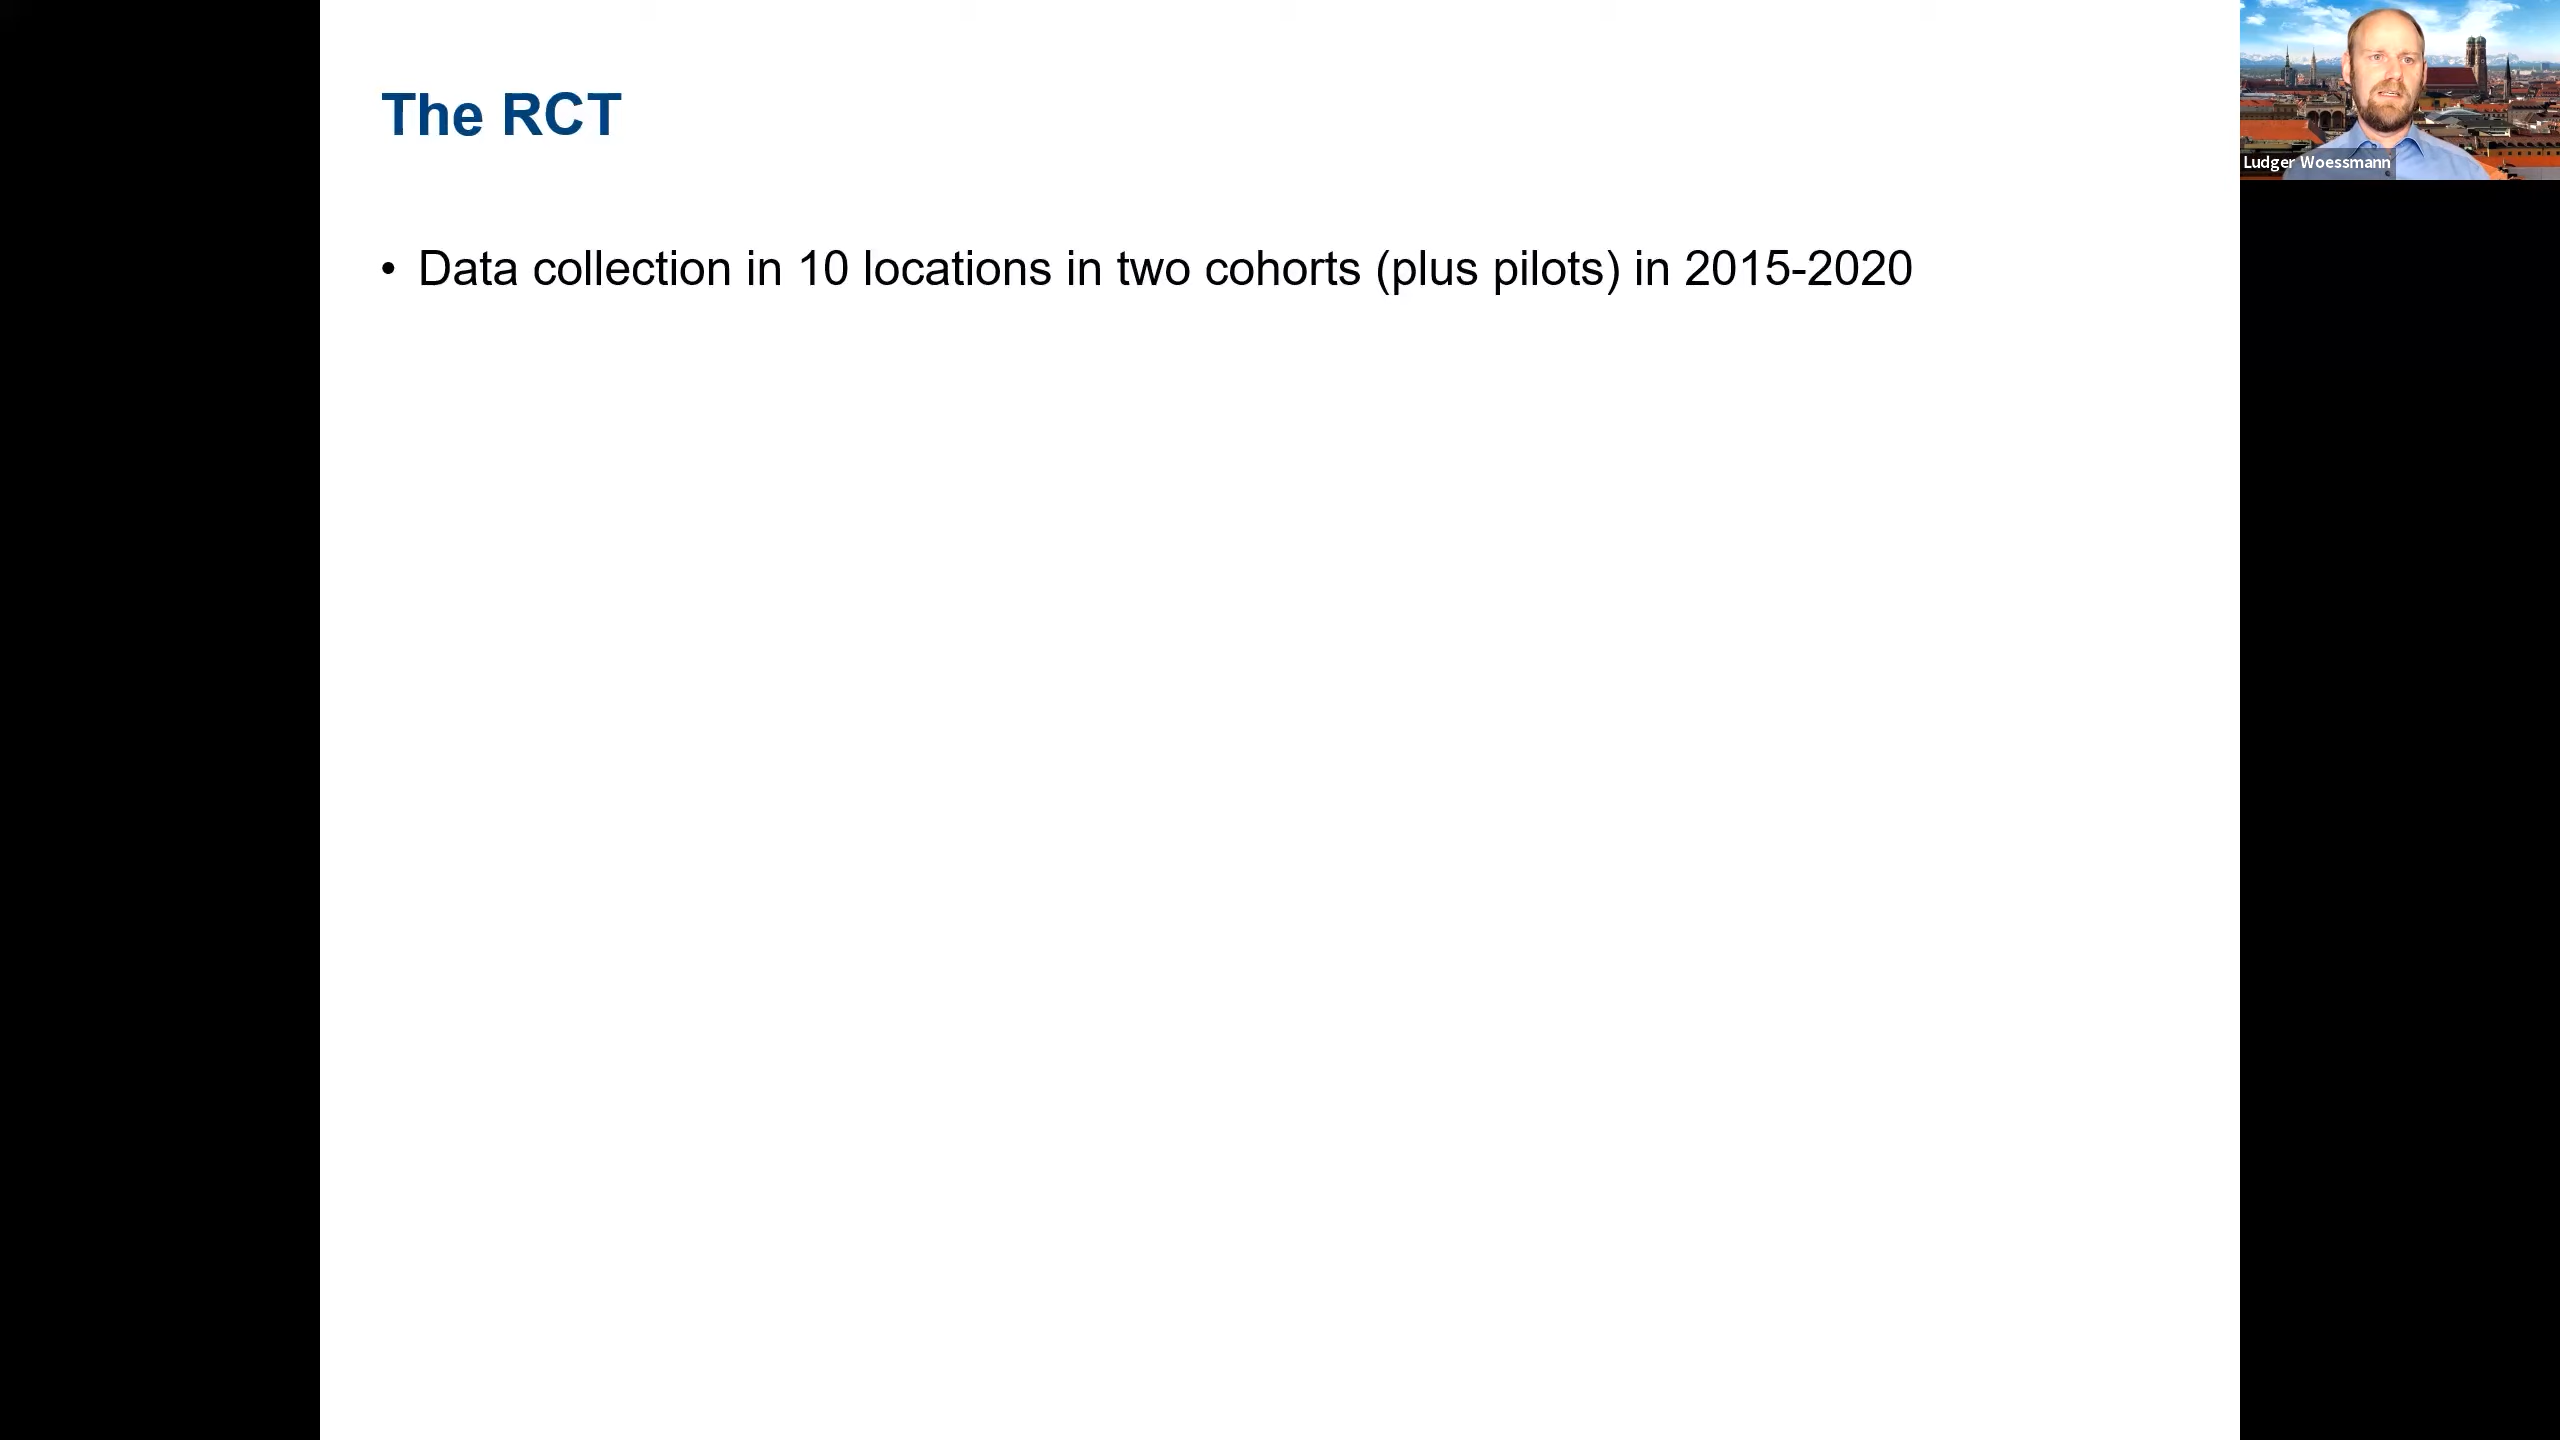 The RCT
• Data collection in 10 locations in two cohorts (plus pilots) in 2015-2020
Ludger Woessmann